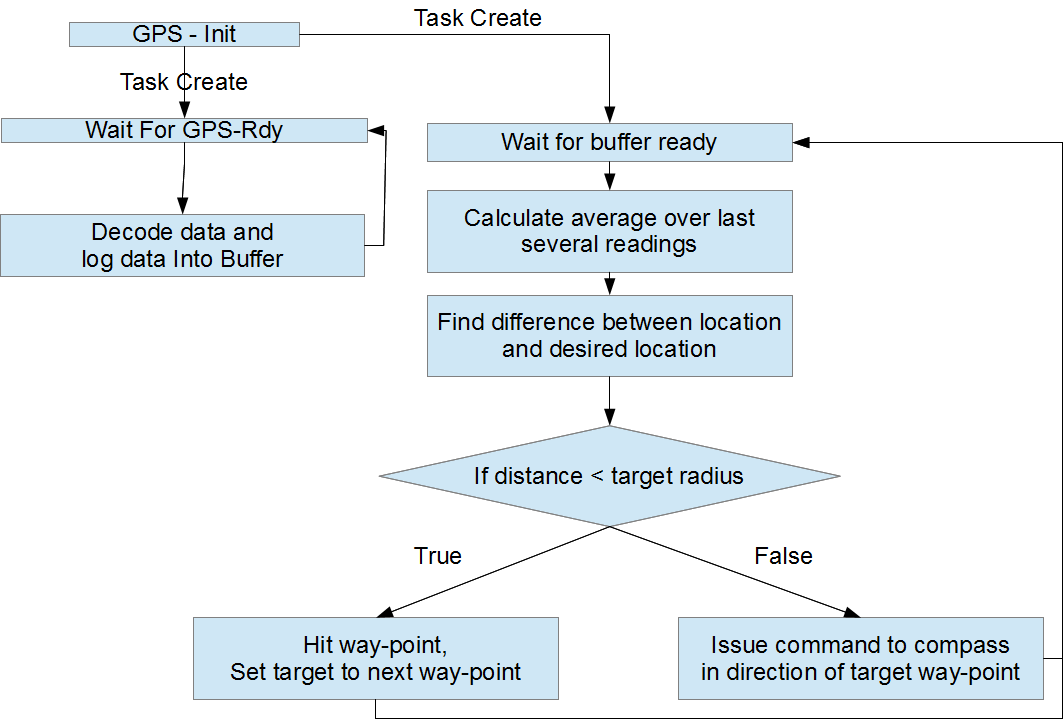 Task Create
GPS - Init
Task Create
Wait For GPS-Rdy
Wait for buffer ready
Decode data and
log data Into Buffer
Calculate average over last
several readings
Find difference between location
and desired location
If distance < target radius
True
False
Hit way-point,
Set target to next way-point
Issue command to compass
in direction of target way-point